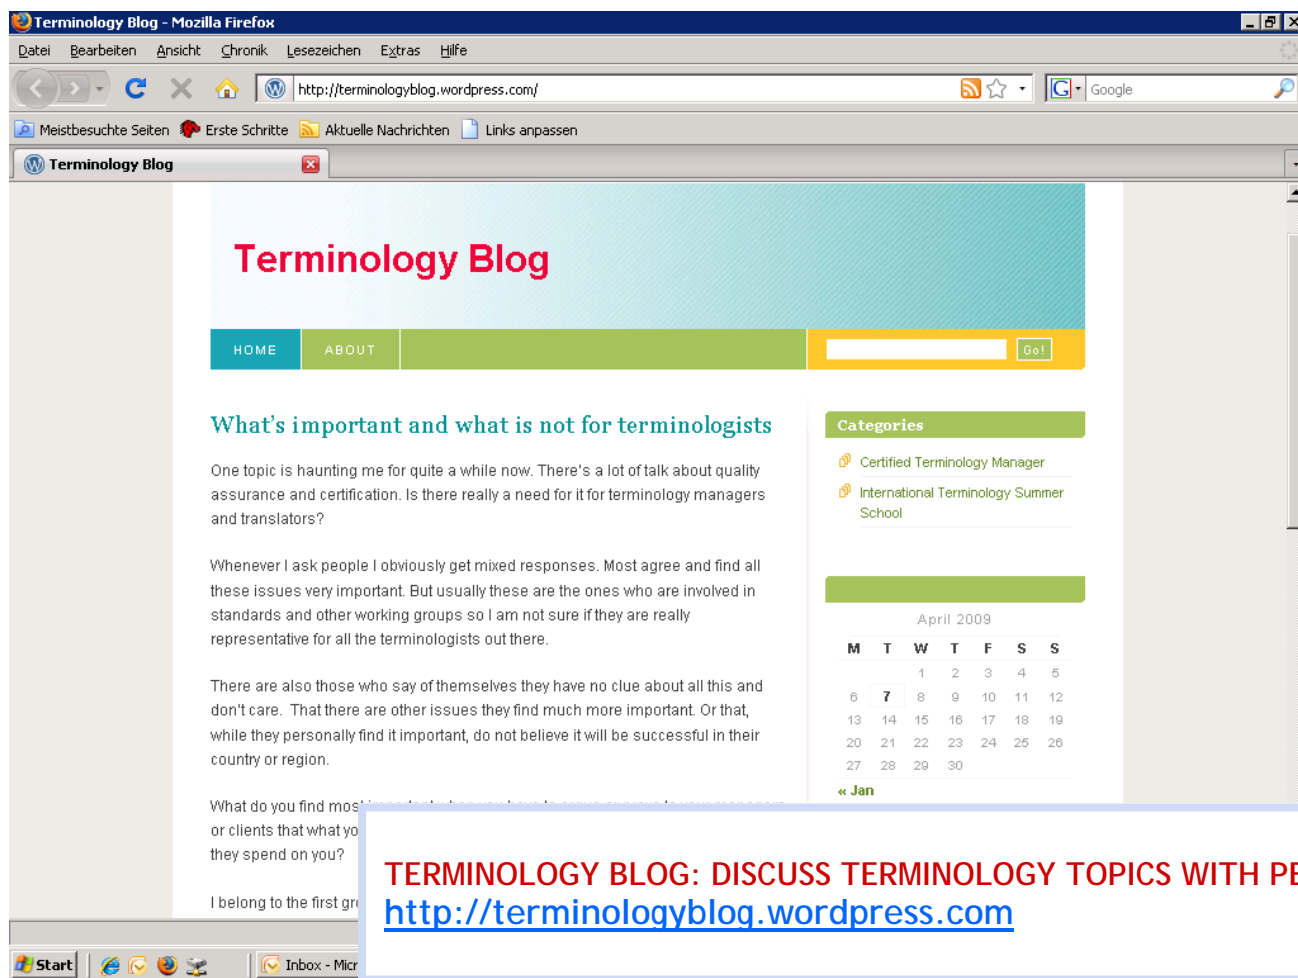 Terminology Blog - Mozilla Firefox
Datei Bearbeiten Ansicht Chronik Lesezeichen Extras Hilfe
http://terminologyblog.wordpress.com/
G Google
Meistbesuchte Seiten Erste Schritte Aktuelle Nachrichten Links anpassen
Terminology Blog
Terminology Blog
HOME ABOUT Go!
What's important and what is not for terminologists
One topic is haunting me for quite a while now. There's a lot of talk about quality
assurance and certification. Is there really a need for it for terminology managers
and translators?
Whenever I ask people I obviously get mixed responses. Most agree and find all
these issues very important. But usually these are the ones who are involved in
standards and other working groups so I am not sure if they are really
representative for all the terminologists out there.
There are also those who say of themselves they have no clue about all this and
don't care. That there are other issues they find much more important. Or that,
while they personally find it important, do not believe it will be successful in their
country or region.
What do you find most
or clients that what yo
they spend on you?
I belong to the first gr
Categories
Certified Terminology Manager
International Terminology Summer
School
April 2009
M T W T F S S
1 2 3 4 5
6 7 8 9 10 11 12
13 14 15 16 17 18 19
20 21 22 23 24 25 26
27 28 29 30
« Jan
TERMINOLOGY BLOG: DISCUSS TERMINOLOGY TOPICS WITH PE
http://terminologyblog.wordpress.com
Start Inbox - Micr